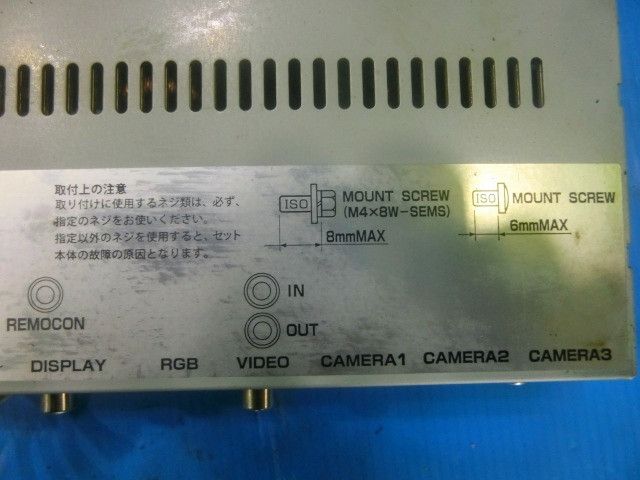 取付上の注意
取り付けに使用するネジ類は、必ず、
指定のネジをお使いください。
指定以外のネジを使用すると、セット
本体の故障の原因となります。
ISO
MOUNT SCREW
(M4×8W-SEMS)
8mmMAX
ISO
MOUNT SCREW
6mmMAX
REMOCON
IN
OUT
DISPLAY RGB VIDEO CAMERA1 CAMERA2 CAMERA3